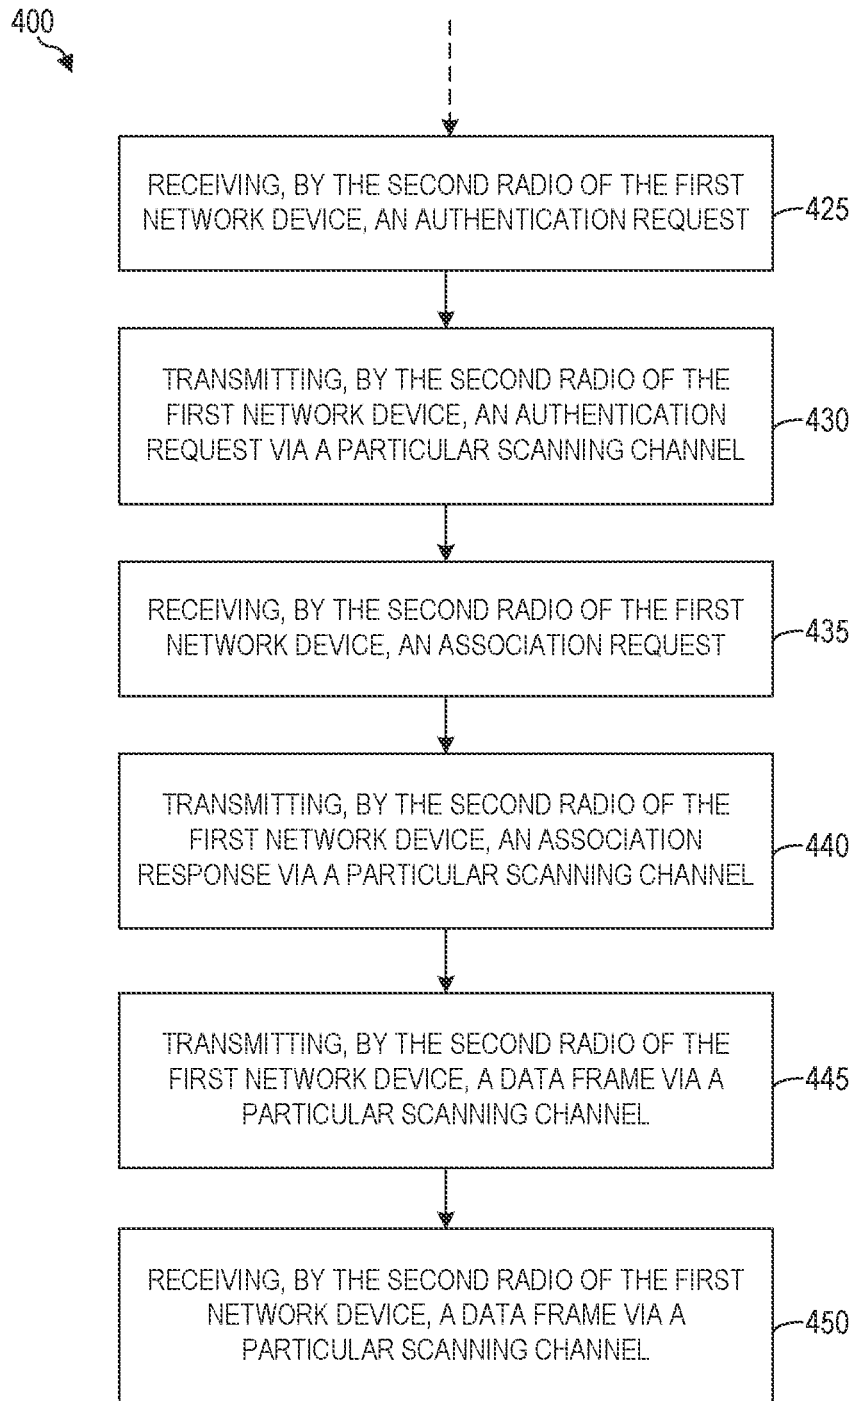 400
RECEIVING, BY THE SECOND RADIO OF THE FIRST
NETWORK DEVICE, AN AUTHENTICATION REQUEST
425
TRANSMITTING, BY THE SECOND RADIO OF THE
FIRST NETWORK DEVICE, AN AUTHENTICATION
REQUEST VIA A PARTICULAR SCANNING CHANNEL
430
RECEIVING, BY THE SECOND RADIO OF THE FIRST
NETWORK DEVICE, AN ASSOCIATION REQUEST
435
TRANSMITTING, BY THE SECOND RADIO OF THE
FIRST NETWORK DEVICE, AN ASSOCIATION
RESPONSE VIA A PARTICULAR SCANNING CHANNEL
440
TRANSMITTING, BY THE SECOND RADIO OF THE
FIRST NETWORK DEVICE, A DATA FRAME VIA A
PARTICULAR SCANNING CHANNEL
445
RECEIVING, BY THE SECOND RADIO OF THE FIRST
NETWORK DEVICE, A DATA FRAME VIA A
PARTICULAR SCANNING CHANNEL
450